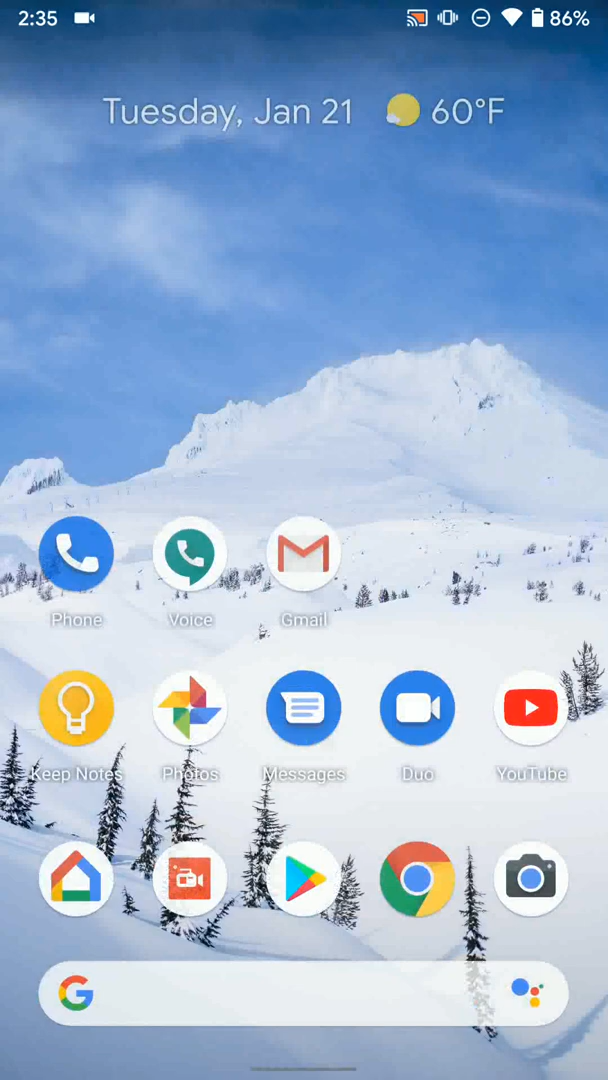 2:35 86%
Tuesday, Jan 21 60°F
Phone Voice Gmail
Keep Notes Photos Messages Duo YouTube